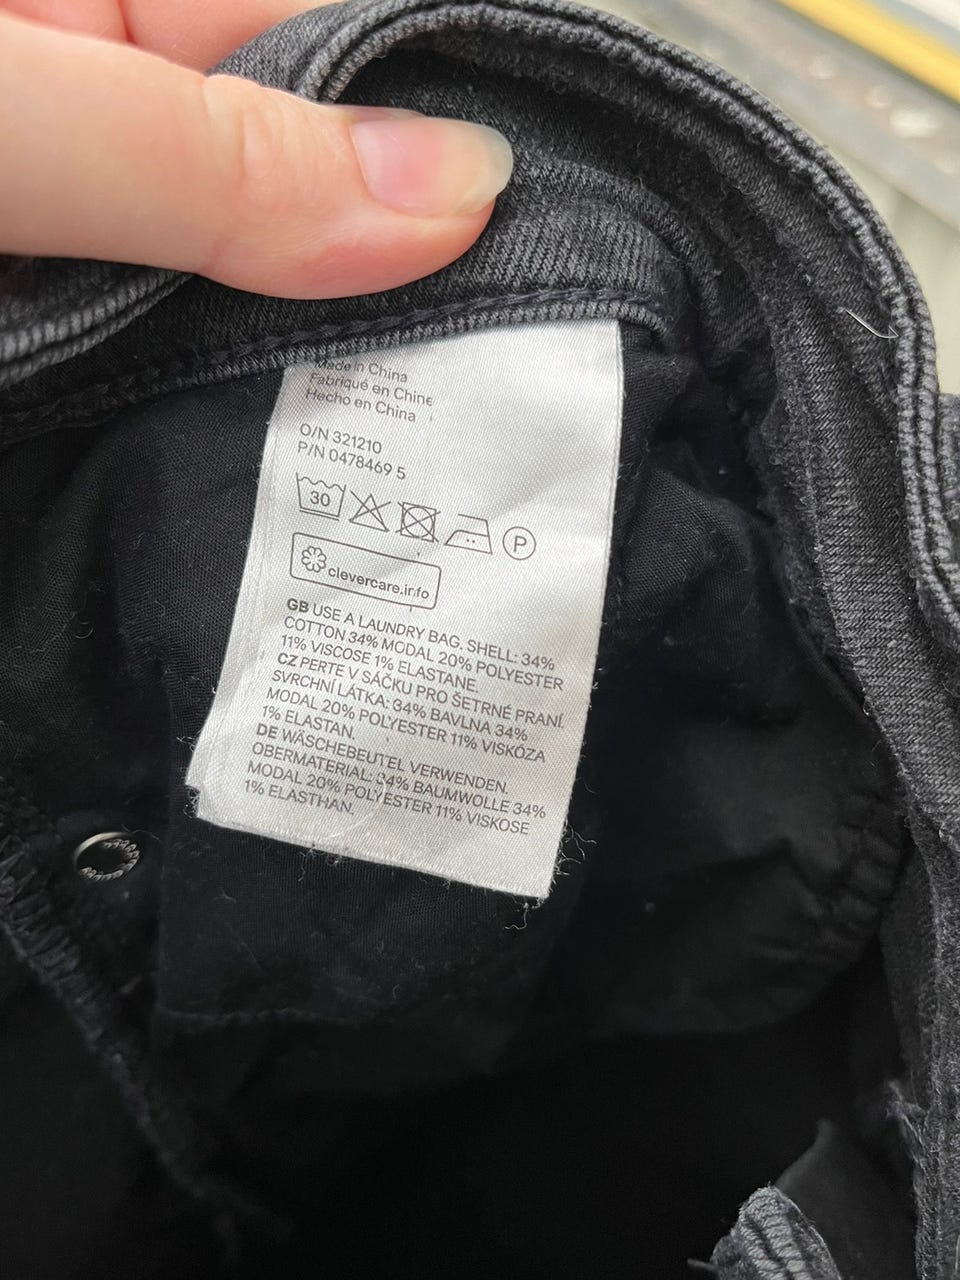 Made in China
Fabriqué en Chine
Hecho en China
O/N 321210
P/N 0478469 5
30
P
clevercare.info
GB USE A LAUNDRY BAG. SHELL: 34%
COTTON 34% MODAL 20% POLYESTER
11% VISCOSE 1% ELASTANE.
CZ PERTE V SÁČKU PRO ŠETRNÉ PRANÍ.
SVRCHNÍ LÁTKA: 34% BAVLNA 34%
MODAL 20% POLYESTER 11% VISKÓZA
1% ELASTAN.
DE WÄSCHEBEUTEL VERWENDEN.
OBERMATERIAL: 34% BAUMWOLLE 34%
MODAL 20% POLYESTER 11% VISKOSE
1% ELASTHAN.